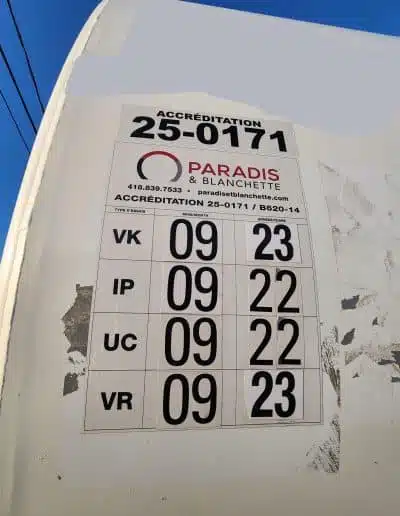 ACCRÉDITATION
25-0171
PARADIS
& BLANCHETTE
418.839.7533 • paradisetblanchette.com
ACCRÉDITATION 25-0171 / B620-14
VK 09 23
IP 09 22
UC 09 22
VR 09 23